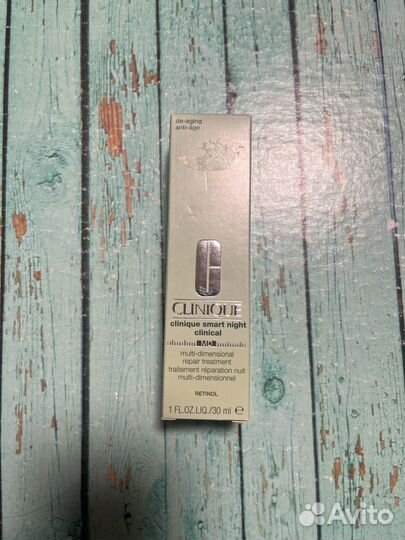 de-aging
anti-âge
CLINIQUE
clinique smart night
clinical
MD
multi-dimensional
repair treatment
traitement réparation nuit
multi-dimensionnel
RETINOL
1 FL.OZ.LIQ./30 ml e
Avito